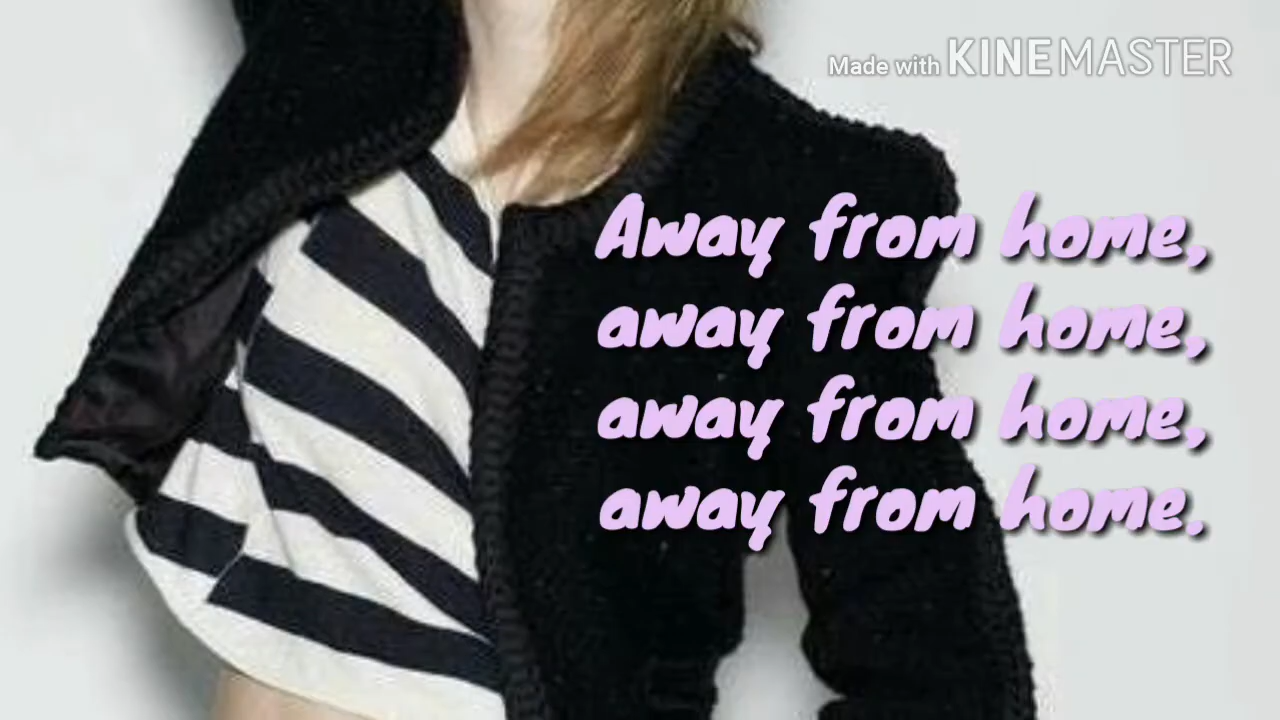 Made with KINEMASTER
Away from home,
away from home,
away from home,
away from home.